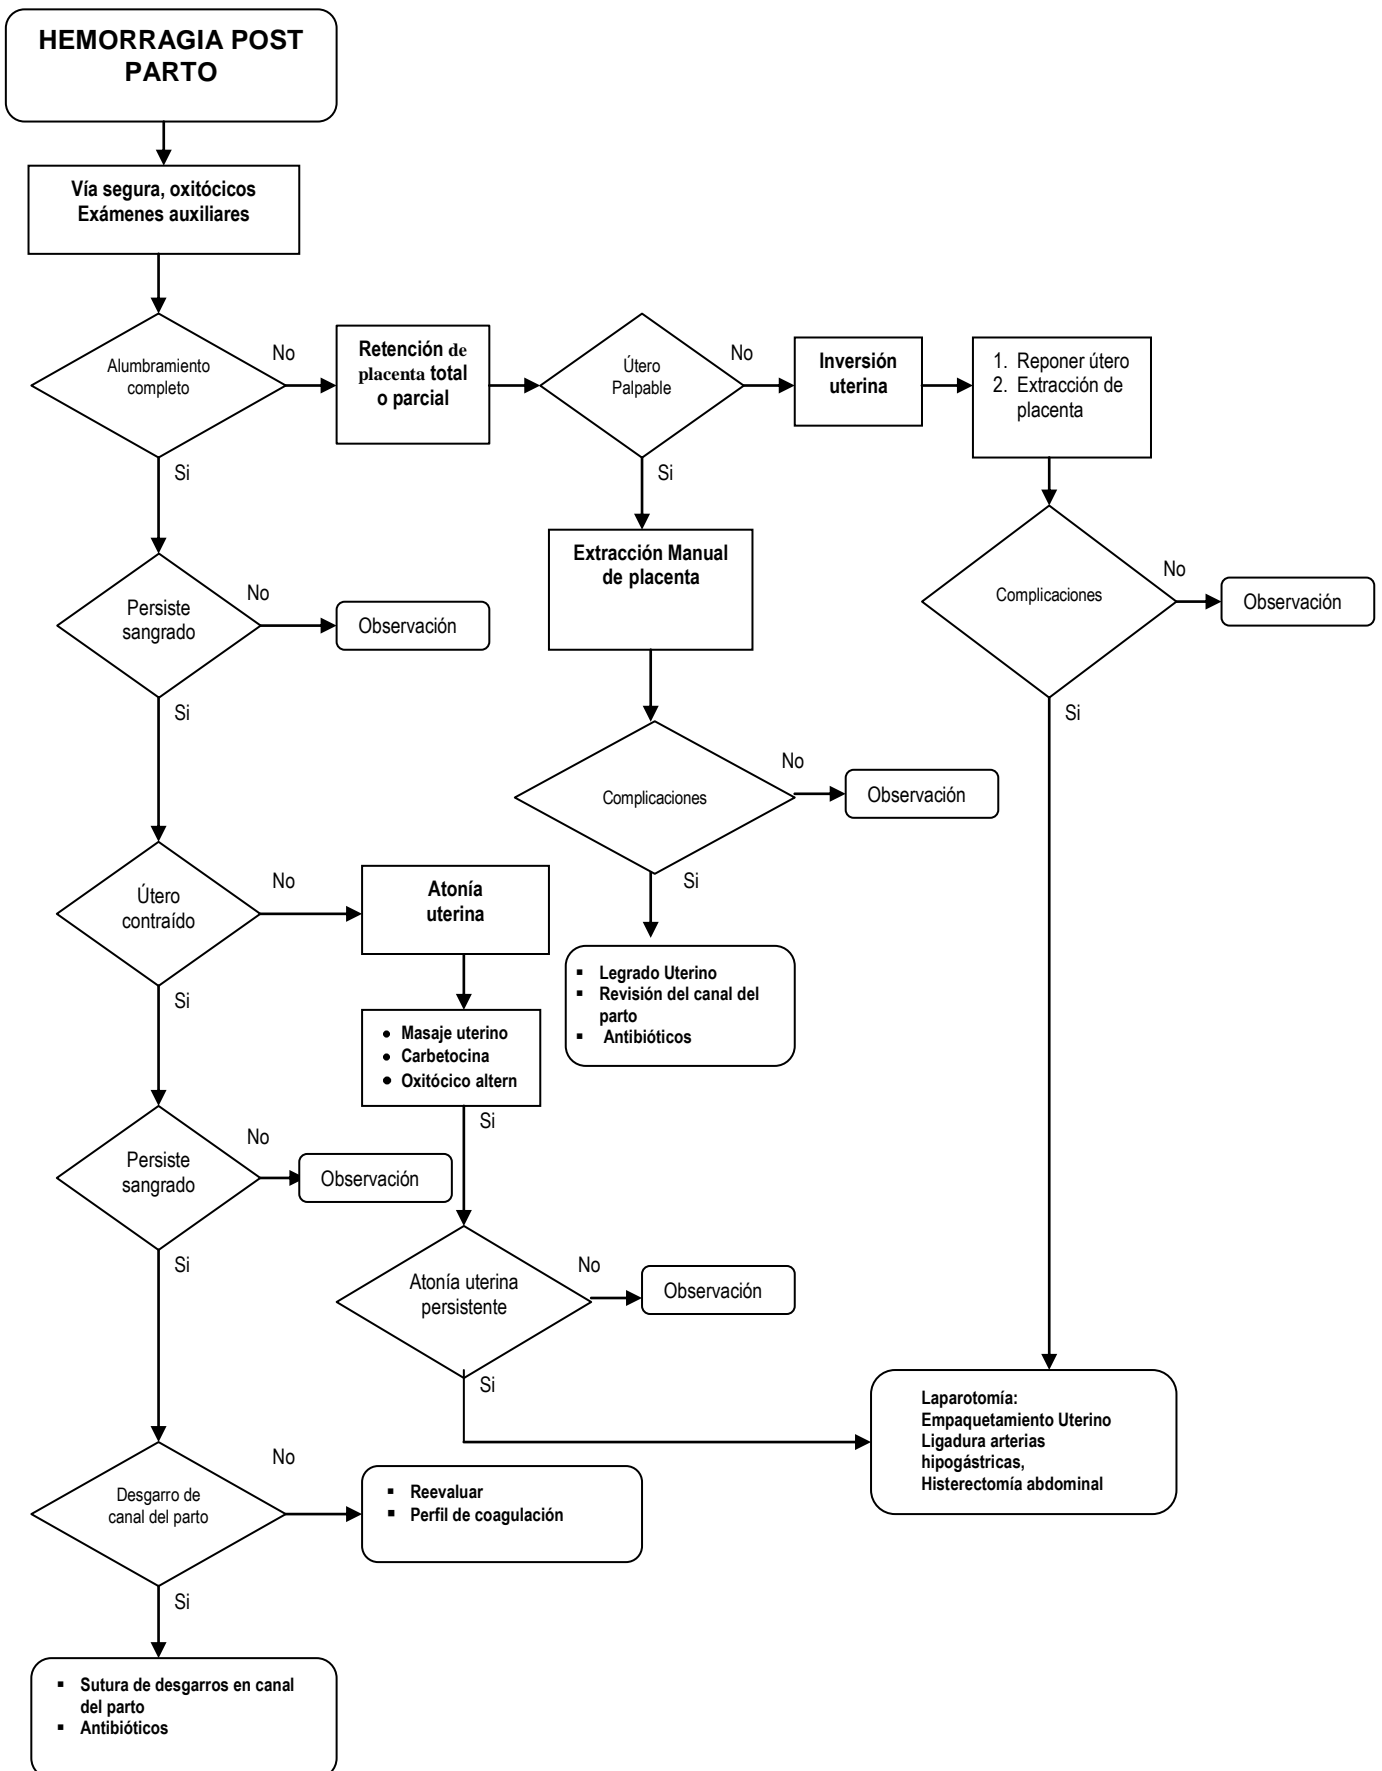 HEMORRAGIA POST
PARTO
Vía segura, oxitócicos
Exámenes auxiliares
Alumbramiento
completo
No
Retención de
placenta total
o parcial
Útero
Palpable
No
Inversión
uterina
1. Reponer útero
2. Extracción de
placenta
Si
Si
Extracción Manual
de placenta
Persiste
sangrado
No
Observación
Complicaciones
No
Observación
Si
Si
Complicaciones
No
Observación
Si
Útero
contraído
No
Atonía
uterina
Si
▪ Legrado Uterino
▪ Revisión del canal del
parto
▪ Antibióticos
• Masaje uterino
• Carbetocina
• Oxitócico altern
Si
Persiste
sangrado
No
Observación
Si
Atonía uterina
persistente
No
Observación
Si
Laparotomía:
Empaquetamiento Uterino
Ligadura arterias
hipogástricas,
Histerectomía abdominal
Desgarro de
canal del parto
No
▪ Reevaluar
▪ Perfil de coagulación
Si
▪ Sutura de desgarros en canal
del parto
▪ Antibióticos